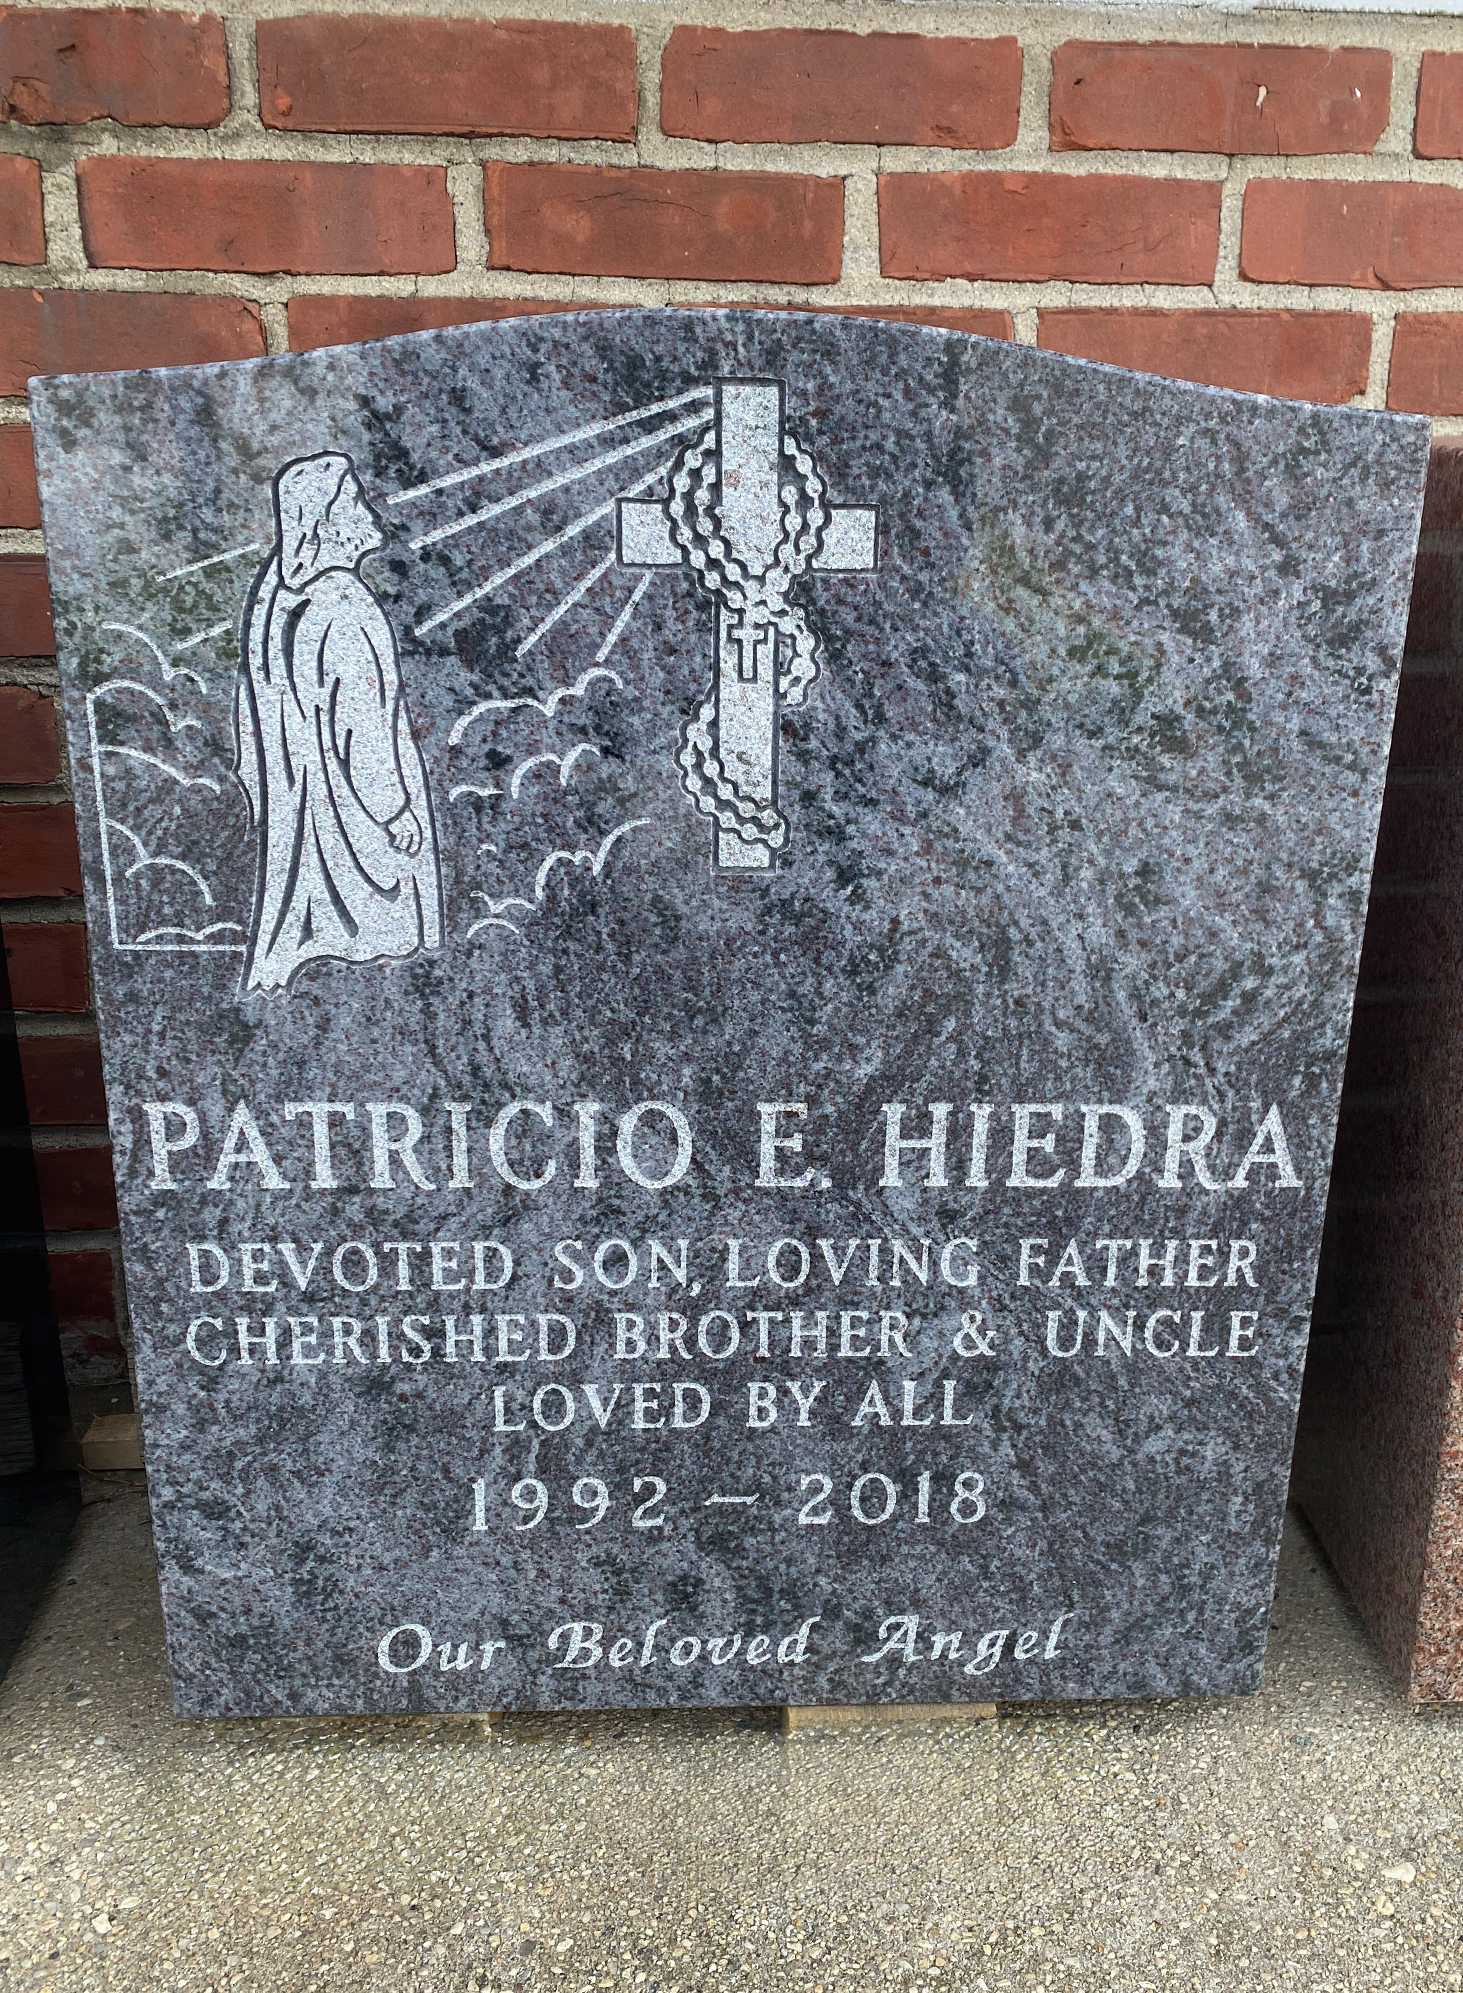 PATRICIO E. HIEDRA
DEVOTED SON, LOVING FATHER
CHERISHED BROTHER & UNCLE
LOVED BY ALL
1992 – 2018
Our Beloved Angel